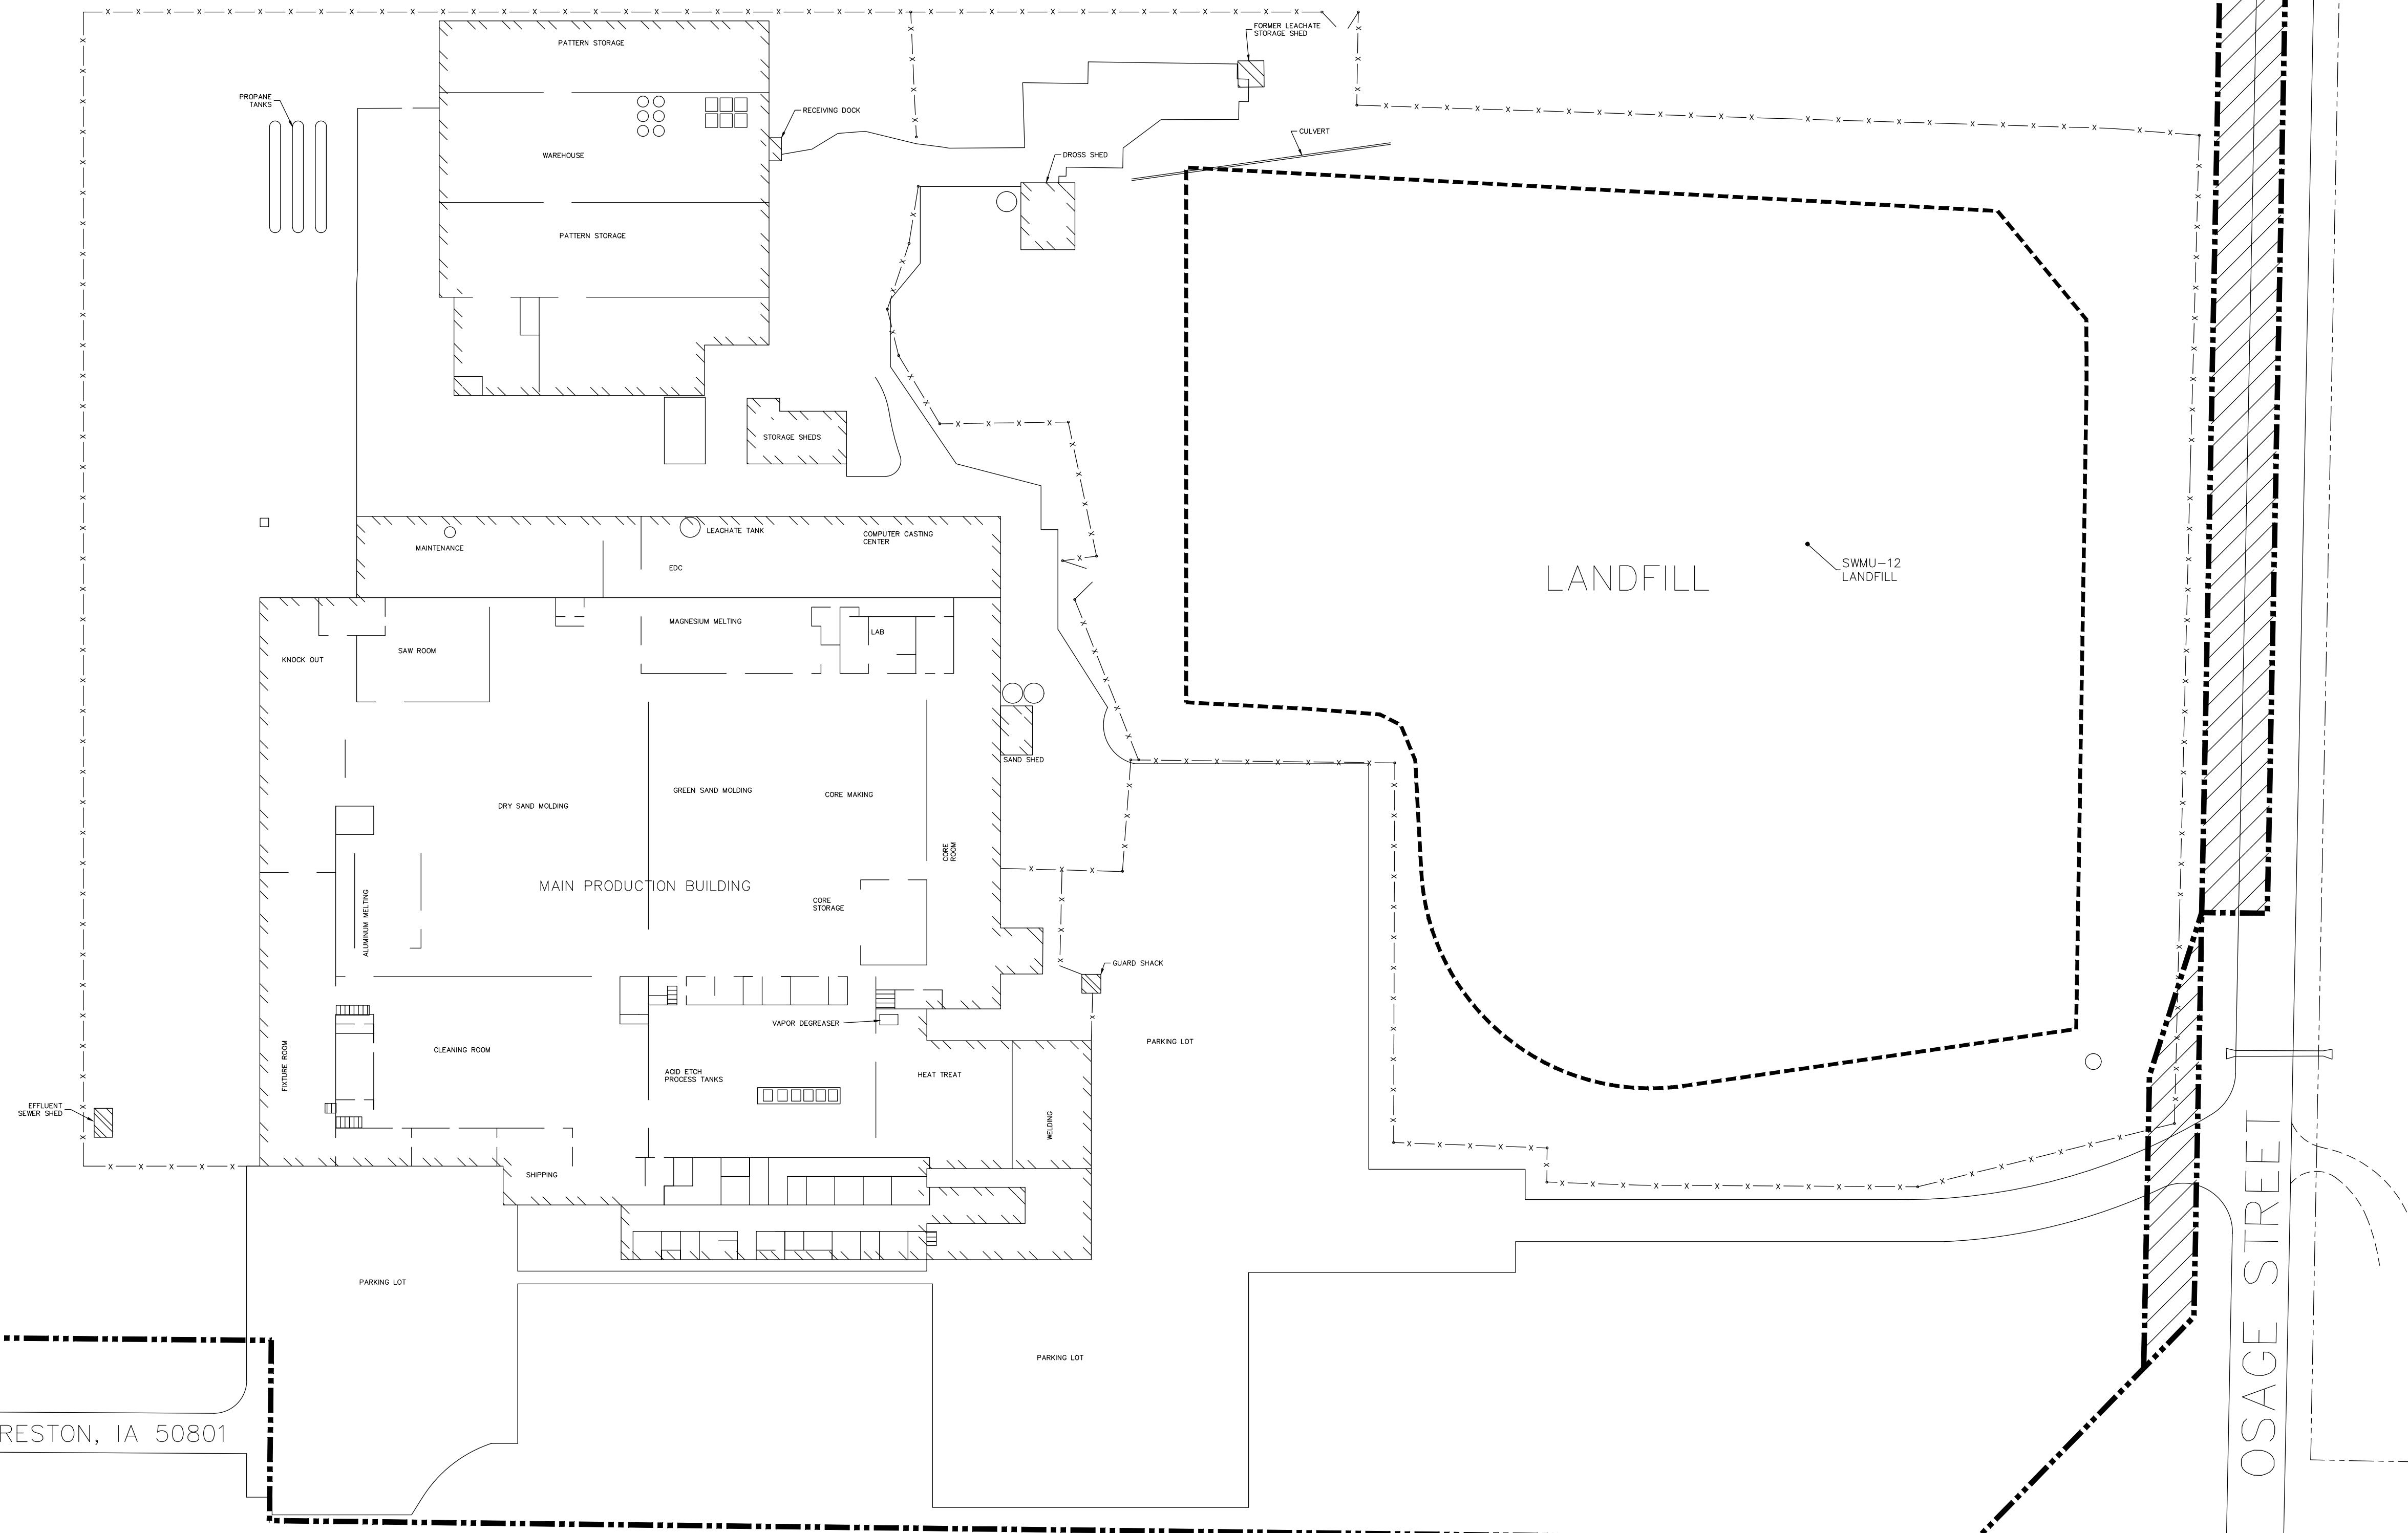 PATTERN STORAGE
FORMER LEACHATE
STORAGE SHED
PROPANE
TANKS
RECEIVING DOCK
CULVERT
WAREHOUSE
DROSS SHED
PATTERN STORAGE
STORAGE SHEDS
LEACHATE TANK
COMPUTER CASTING
CENTER
MAINTENANCE
EDC
LANDFILL
SWMU-12
LANDFILL
MAGNESIUM MELTING
LAB
SAW ROOM
KNOCK OUT
SAND SHED
GREEN SAND MOLDING
CORE MAKING
DRY SAND MOLDING
CORE
ROOM
MAIN PRODUCTION BUILDING
CORE
STORAGE
ALUMINUM MELTING
GUARD SHACK
VAPOR DEGREASER
PARKING LOT
CLEANING ROOM
FIXTURE ROOM
ACID ETCH
PROCESS TANKS
HEAT TREAT
EFFLUENT
SEWER SHED
WELDING
SHIPPING
PARKING LOT
PARKING LOT
OSAGE STREET
RESTON, IA 50801